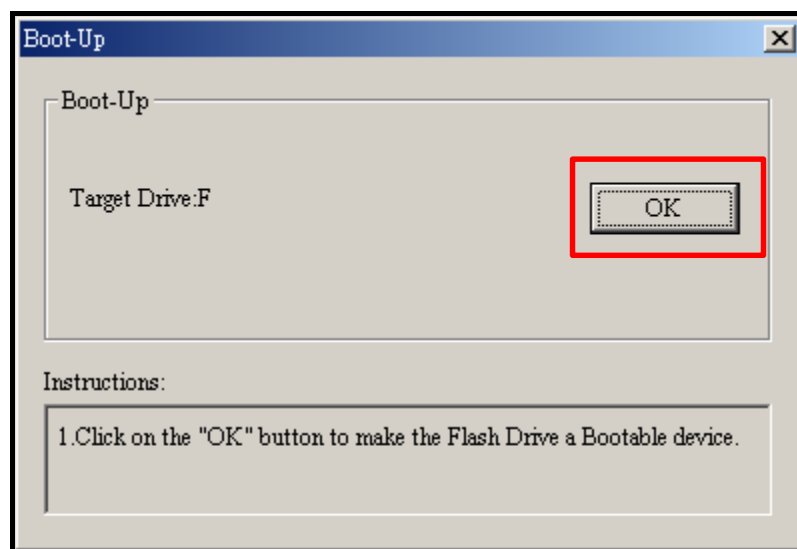 Boot-Up
Boot-Up
Target Drive:F
OK
Instructions:
1.Click on the "OK" button to make the Flash Drive a Bootable device.